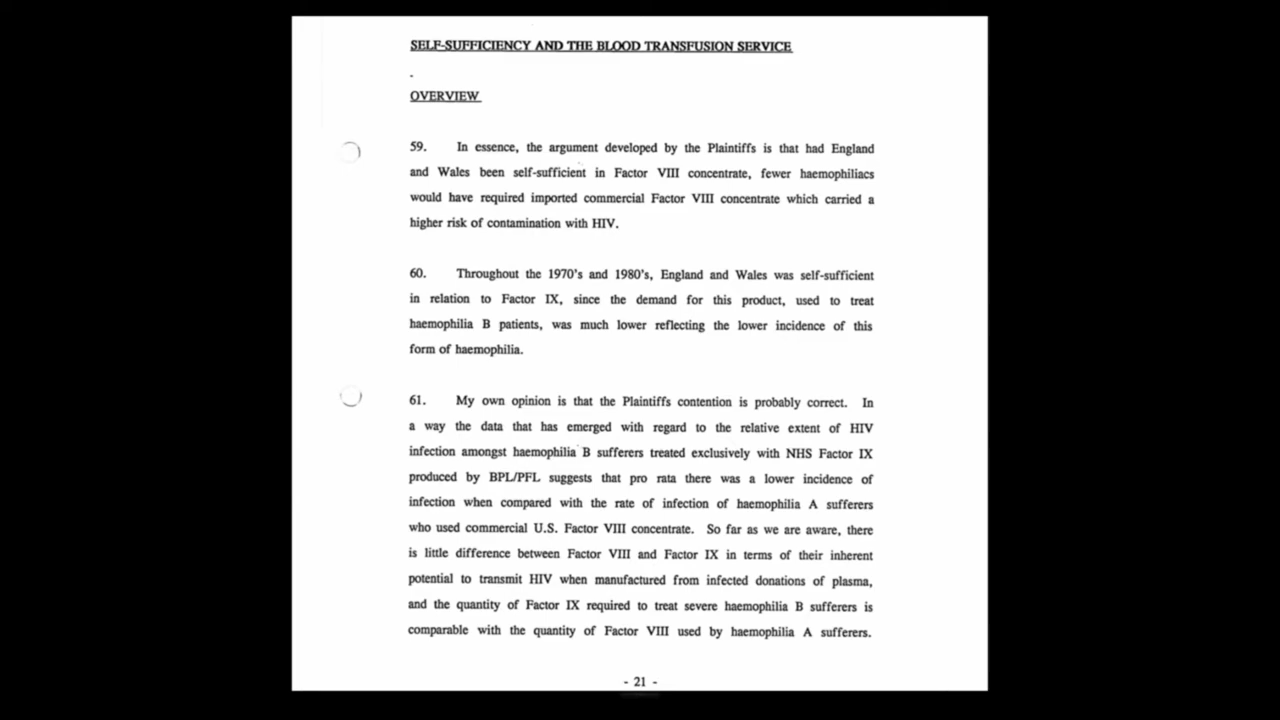 SELF-SUFFICIENCY AND THE BLOOD TRANSFUSION SERVICE
OVERVIEW
59. In essence, the argument developed by the Plaintiffs is that had England
and Wales been self-sufficient in Factor VIII concentrate, fewer haemophiliacs
would have required imported commercial Factor VIII concentrate which carried a
higher risk of contamination with HIV.
60. Throughout the 1970's and 1980's, England and Wales was self-sufficient
in relation to Factor IX, since the demand for this product, used to treat
haemophilia B patients, was much lower reflecting the lower incidence of this
form of haemophilia.
61. My own opinion is that the Plaintiffs contention is probably correct. In
a way the data that has emerged with regard to the relative extent of HIV
infection amongst haemophilia B sufferers treated exclusively with NHS Factor IX
produced by BPL/PFL suggests that pro rata there was a lower incidence of
infection when compared with the rate of infection of haemophilia A sufferers
who used commercial U.S. Factor VIII concentrate. So far as we are aware, there
is little difference between Factor VIII and Factor IX in terms of their inherent
potential to transmit HIV when manufactured from infected donations of plasma,
and the quantity of Factor IX required to treat severe haemophilia B sufferers is
comparable with the quantity of Factor VIII used by haemophilia A sufferers.
- 21 -